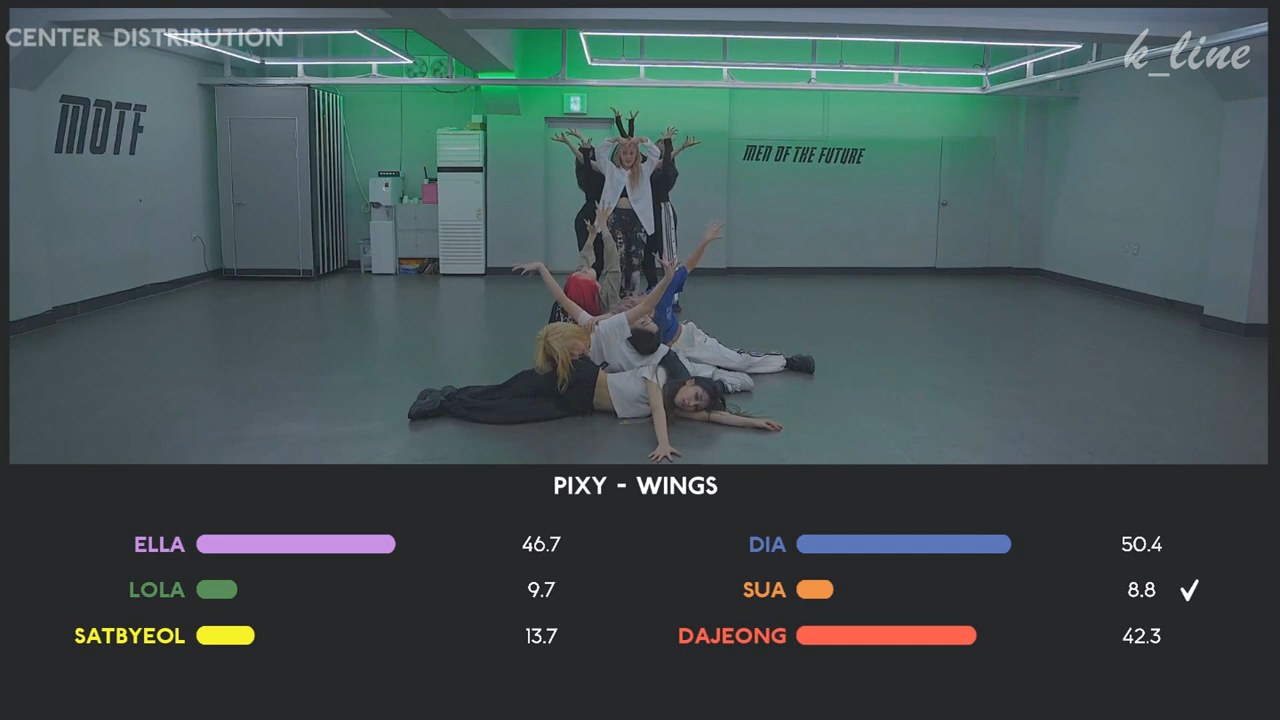 CENTER DISTRIBUTION
k_line
MOTF
MEN OF THE FUTURE
PIXY - WINGS
ELLA 46.7
DIA 50.4
LOLA 9.7
SUA 8.8 ✓
SATBYEOL 13.7
DAJEONG 42.3